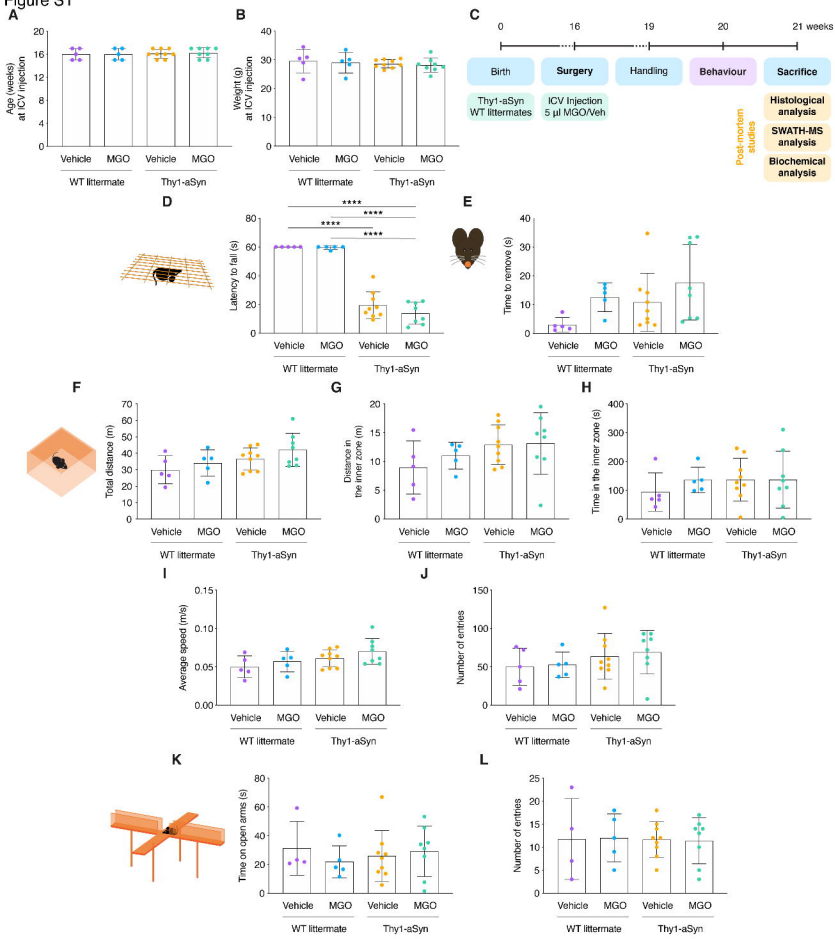 Figure S1
A
Age (weeks)
at ICV injection
20
16
12
8
4
0
Vehicle MGO Vehicle MGO
WT littermate Thy1-aSyn
B
Weight (g)
at ICV injection
40
30
20
10
0
Vehicle MGO Vehicle MGO
WT littermate Thy1-aSyn
C
0 16 19 20 21 weeks
Birth Surgery Handling Behaviour Sacrifice
Thy1-aSyn
WT littermates
ICV Injection
5 µl MGO/Veh
Post-mortem
studies
Histological
analysis
SWATH-MS
analysis
Biochemical
analysis
D
Latency to fall (s)
80
60
40
20
0
****
****
****
****
Vehicle MGO Vehicle MGO
WT littermate Thy1-aSyn
E
Time to remove (s)
40
30
20
10
0
Vehicle MGO Vehicle MGO
WT littermate Thy1-aSyn
F
Total distance (m)
70
60
50
40
30
20
10
0
Vehicle MGO Vehicle MGO
WT littermate Thy1-aSyn
G
Distance in
the inner zone (m)
20
15
10
5
0
Vehicle MGO Vehicle MGO
WT littermate Thy1-aSyn
H
Time in the inner zone (s)
400
300
200
100
0
Vehicle MGO Vehicle MGO
WT littermate Thy1-aSyn
I
Average speed (m/s)
0.15
0.10
0.05
0.00
Vehicle MGO Vehicle MGO
WT littermate Thy1-aSyn
J
Number of entries
150
100
50
0
Vehicle MGO Vehicle MGO
WT littermate Thy1-aSyn
K
Time on open arms (s)
80
60
40
20
0
Vehicle MGO Vehicle MGO
WT littermate Thy1-aSyn
L
Number of entries
25
20
15
10
5
0
Vehicle MGO Vehicle MGO
WT littermate Thy1-aSyn